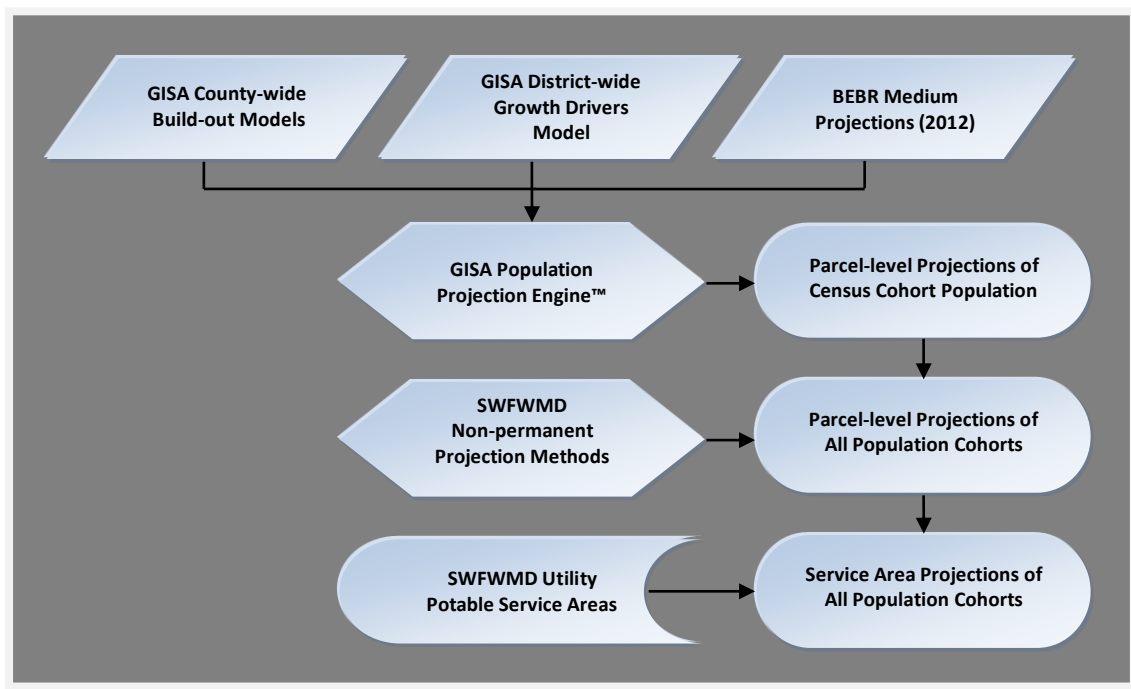 GISA County-wide
Build-out Models
GISA District-wide
Growth Drivers
Model
BEBR Medium
Projections (2012)
GISA Population
Projection Engine™
Parcel-level Projections of
Census Cohort Population
SWFWMD
Non-permanent
Projection Methods
Parcel-level Projections of
All Population Cohorts
SWFWMD Utility
Potable Service Areas
Service Area Projections of
All Population Cohorts